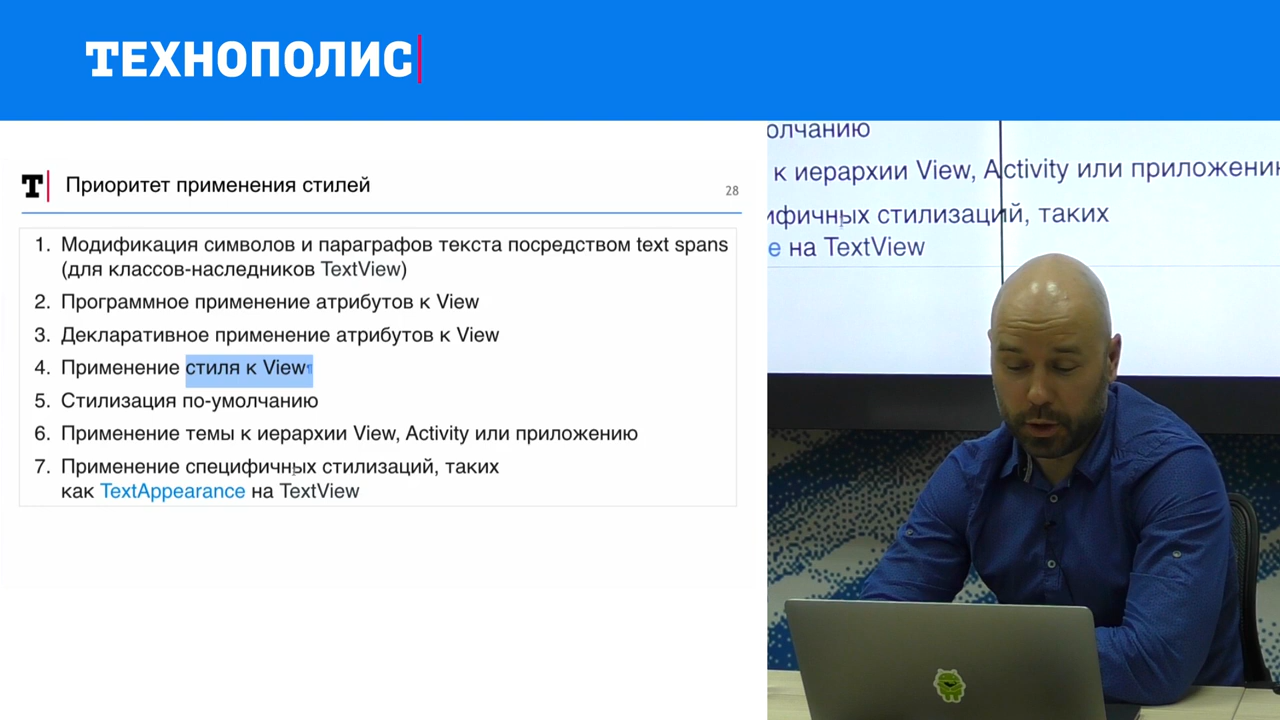 ТЕХНОПОЛИС
Т Приоритет применения стилей 28
1. Модификация символов и параграфов текста посредством text spans
(для классов-наследников TextView)
2. Программное применение атрибутов к View
3. Декларативное применение атрибутов к View
4. Применение стиля к View
5. Стилизация по-умолчанию
6. Применение темы к иерархии View, Activity или приложению
7. Применение специфичных стилизаций, таких
как TextAppearance на TextView
олчанию
к иерархии View, Activity или приложени
ифичных стилизаций, таких
е на TextView